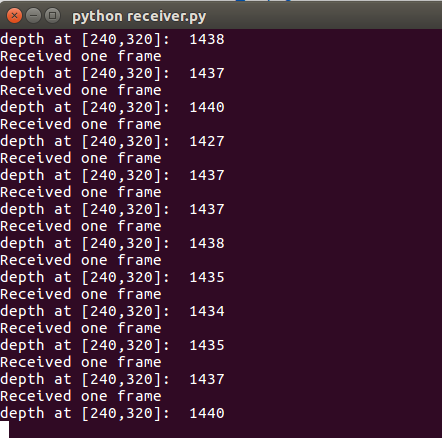 python receiver.py
depth at [240,320]:  1438
Received one frame
depth at [240,320]:  1437
Received one frame
depth at [240,320]:  1440
Received one frame
depth at [240,320]:  1427
Received one frame
depth at [240,320]:  1437
Received one frame
depth at [240,320]:  1437
Received one frame
depth at [240,320]:  1438
Received one frame
depth at [240,320]:  1435
Received one frame
depth at [240,320]:  1434
Received one frame
depth at [240,320]:  1435
Received one frame
depth at [240,320]:  1437
Received one frame
depth at [240,320]:  1440